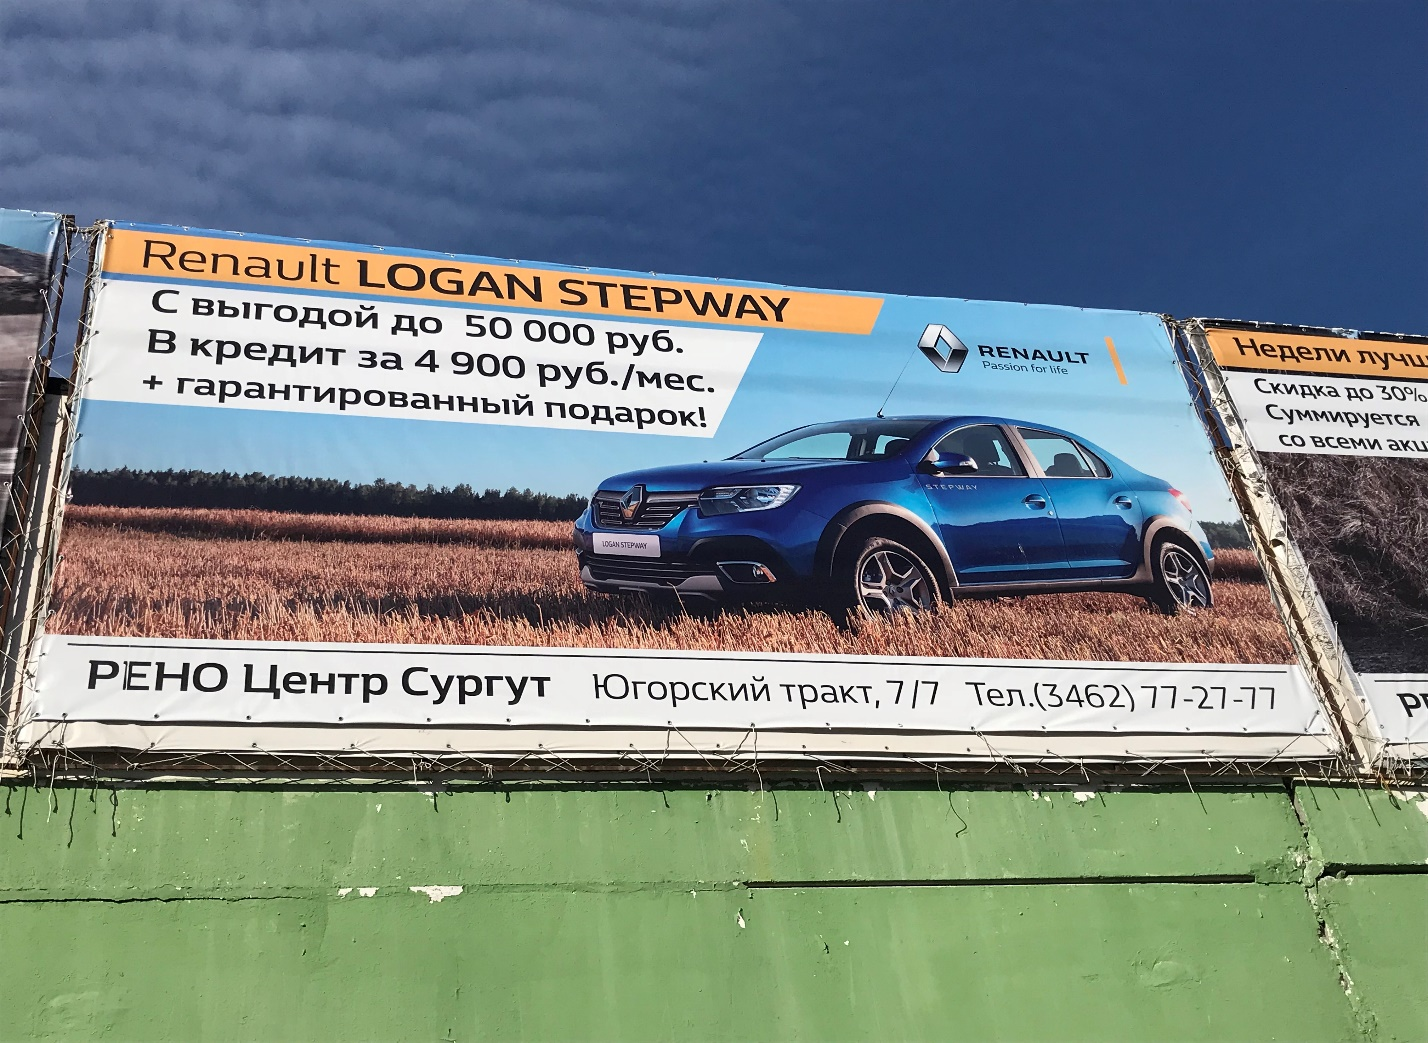 Renault LOGAN STEPWAY
С выгодой до 50 000 руб.
В кредит за 4 900 руб./мес.
+ гарантированный подарок!
RENAULT
Passion for life
STEPWAY
LOGAN STEPWAY
РЕНО Центр Сургут Югорский тракт, 7/7 Тел.(3462) 77-27-77
Недели
Скидка до 30%
Суммируется
со всеми